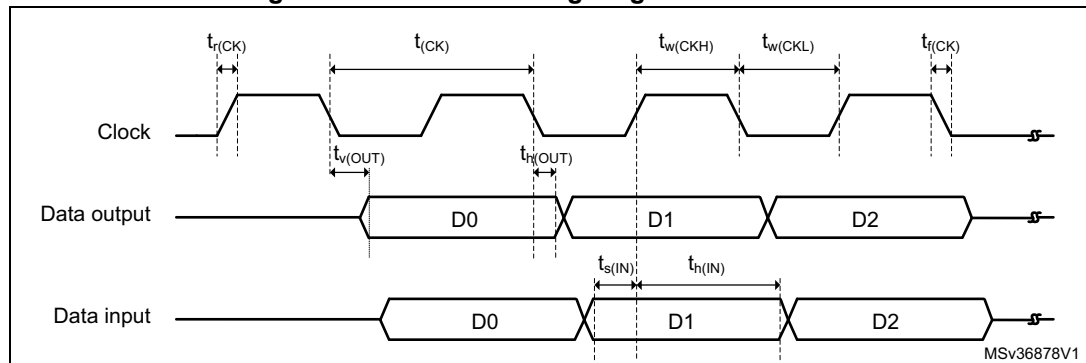 t_r(CK) t_(CK) t_w(CKH) t_w(CKL) t_f(CK)
Clock
t_v(OUT) t_h(OUT)
Data output D0 D1 D2
t_s(IN) t_h(IN)
Data input D0 D1 D2
MSv36878V1